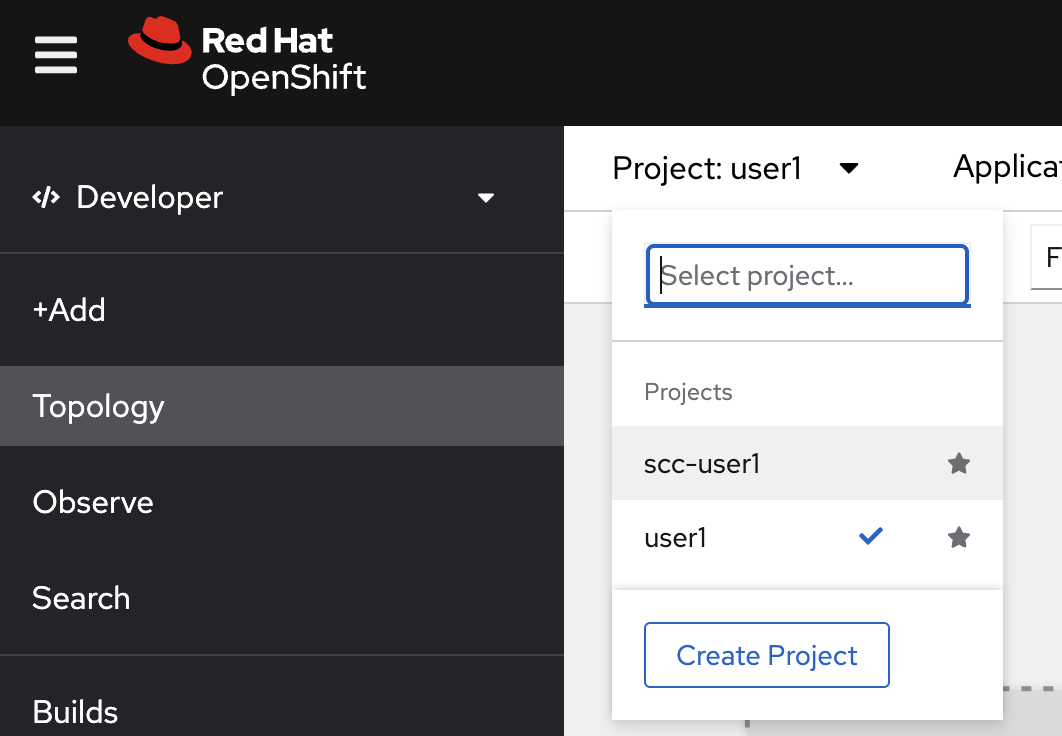 Red Hat
OpenShift
Developer
+Add
Topology
Observe
Search
Builds
Project: user1
Applicat
F
Select project...
Projects
scc-user1
user1
Create Project